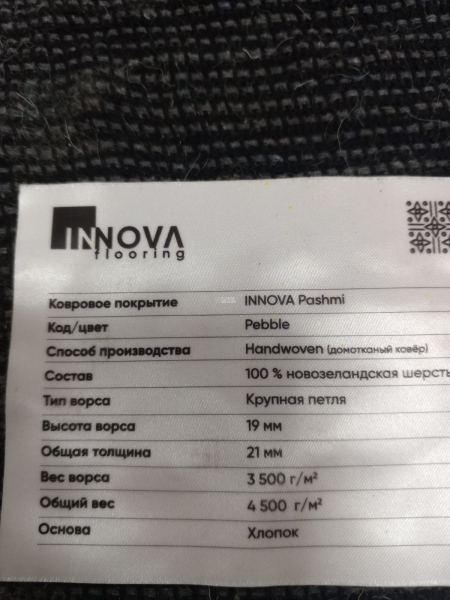 INNOVA
flooring
Ковровое покрытие INNOVA Pashmi
Код/цвет Pebble
Способ производства Handwoven (домотканый ковёр)
Состав 100 % новозеландская шерсть
Тип ворса Крупная петля
Высота ворса 19 мм
Общая толщина 21 мм
Вес ворса 3 500 г/м²
Общий вес 4 500 г/м²
Основа Хлопок